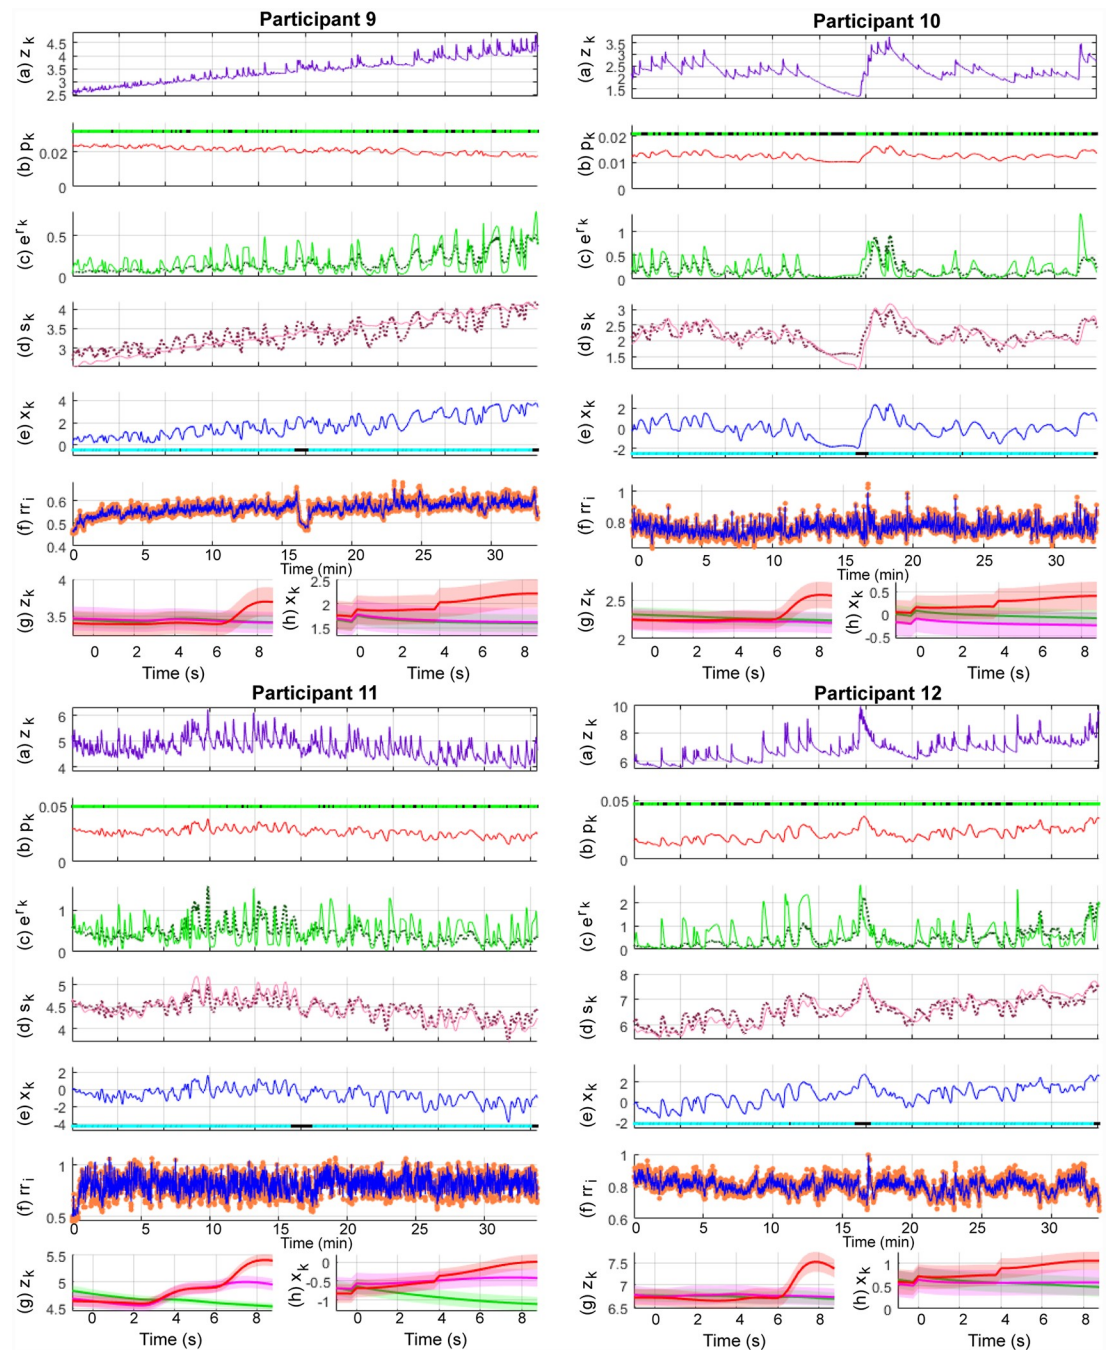 Participant 9
(a) z k
4.5
4
3.5
3
2.5
(b) p k
0.02
0
(c) e r k
0.5
0
(d) s k
4
3.5
3
(e) x k
4
2
0
(f) rr i
0.6
0.5
0.4
0 5 10 15 20 25 30
Time (min)
(g) z k
4
3.5
0 2 4 6 8
Time (s)
(h) x k
2.5
2
1.5
0 2 4 6 8
Time (s)
Participant 10
(a) z k
3.5
3
2.5
2
1.5
(b) p k
0.02
0.01
0
(c) e r k
1
0.5
0
(d) s k
3
2.5
2
1.5
(e) x k
2
0
-2
(f) rr i
1
0.8
0 5 10 15 20 25 30
Time (min)
(g) z k
2.5
2
0 2 4 6 8
Time (s)
(h) x k
0.5
0
-0.5
0 2 4 6 8
Time (s)
Participant 11
(a) z k
6
5
4
(b) p k
0.05
0
(c) e r k
1
0
(d) s k
5
4.5
4
(e) x k
2
0
-2
-4
(f) rr i
1
0.5
0 5 10 15 20 25 30
Time (min)
(g) z k
5.5
5
4.5
0 2 4 6 8
Time (s)
(h) x k
0
-0.5
-1
0 2 4 6 8
Time (s)
Participant 12
(a) z k
10
8
6
(b) p k
0.05
0
(c) e r k
2
1
0
(d) s k
8
7
6
(e) x k
2
0
-2
(f) rr i
1
0.8
0.6
0 5 10 15 20 25 30
Time (min)
(g) z k
7.5
7
6.5
0 2 4 6 8
Time (s)
(h) x k
1
0.5
0
0 2 4 6 8
Time (s)